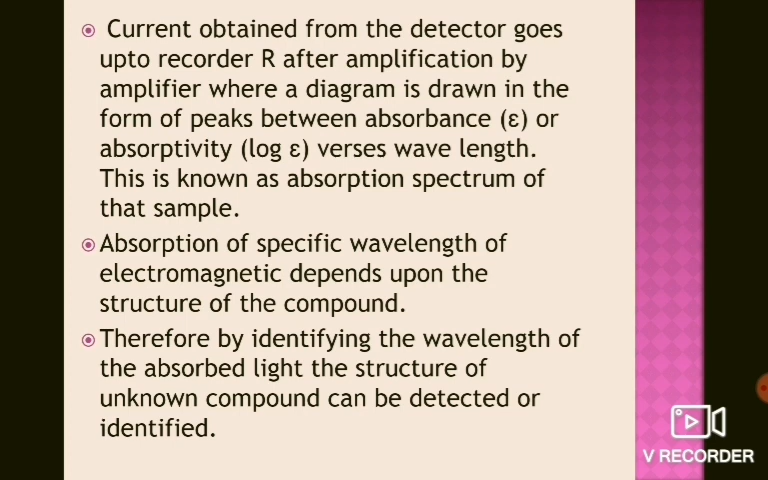 Current obtained from the detector goes
upto recorder R after amplification by
amplifier where a diagram is drawn in the
form of peaks between absorbance (ε) or
absorptivity (log ε) verses wave length.
This is known as absorption spectrum of
that sample.
Absorption of specific wavelength of
electromagnetic depends upon the
structure of the compound.
Therefore by identifying the wavelength of
the absorbed light the structure of
unknown compound can be detected or
identified.
V RECORDER